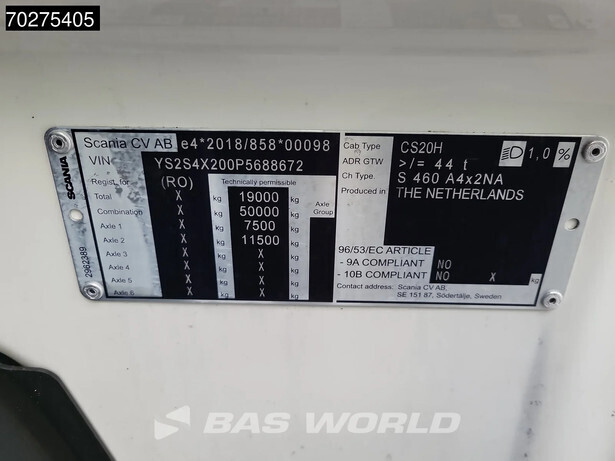 70275405
Scania CV AB e4*2018/858*00098
VIN YS2S4X200P5688672
Regist. for (RO) Technically permissible
Total X kg 19000 kg Axle Group
Combination X kg 50000 kg
Axle 1 X kg 7500 kg
Axle 2 X kg 11500 kg
Axle 3 X kg X kg
Axle 4 X kg X kg
Axle 5 X kg X kg
Axle 6 X kg X kg
SCANIA
2962389
Cab Type CS20H 1,0 %
ADR GTW >/= 44 t
Ch Type. S 460 A4x2NA
Produced in THE NETHERLANDS
96/53/EC ARTICLE
- 9A COMPLIANT NO
- 10B COMPLIANT NO X kg
Contact address: Scania CV AB,
SE 151 87, Södertälje, Sweden.
BAS WORLD